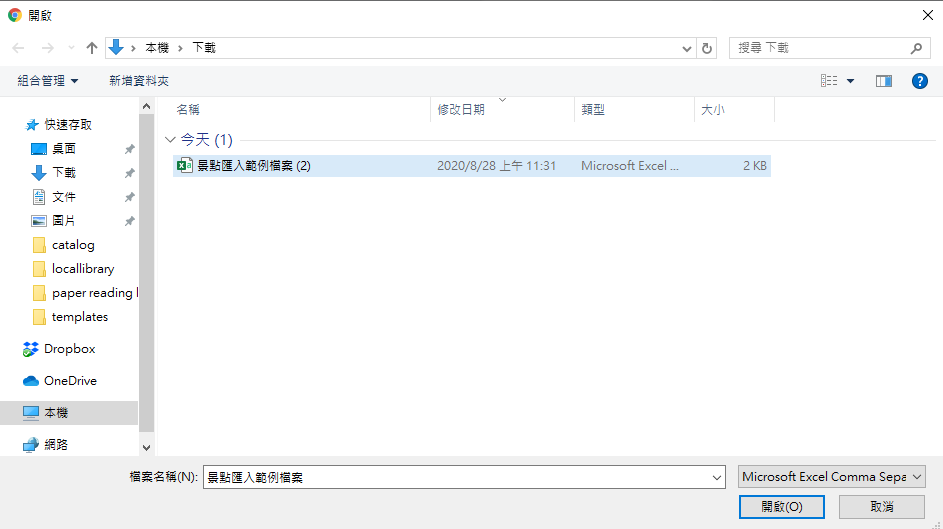 開啟
本機 › 下載
搜尋 下載
組合管理
新增資料夾
名稱 修改日期 類型 大小
快速存取
桌面
下載
文件
圖片
catalog
locallibrary
paper reading l
templates
Dropbox
OneDrive
本機
網路
今天 (1)
景點匯入範例檔案 (2) 2020/8/28 上午 11:31 Microsoft Excel ... 2 KB
檔案名稱(N): 景點匯入範例檔案 Microsoft Excel Comma Sepa
開啟(O) 取消